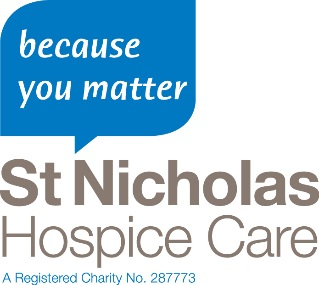 because
you matter
St Nicholas
Hospice Care
A Registered Charity No. 287773